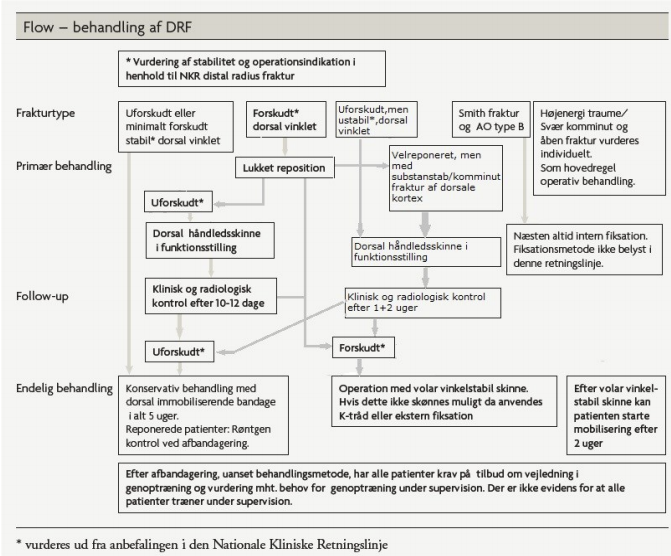 Flow – behandling af DRF
* Vurdering af stabilitet og operationsindikation i
henhold til NKR distal radius fraktur
Frakturtype
Uforskudt eller
minimalt forskudt
stabil* dorsal vinklet
Forskudt*
dorsal vinklet
Uforskudt,men
ustabil*,dorsal
vinklet
Smith fraktur
og AO type B
Højenergi traume/
Svær komminut og
åben fraktur vurderes
individuelt.
Som hovedregel
operativ behandling.
Primær behandling
Lukket reposition
Velreponeret, men
med
substanstab/komminut
fraktur af dorsale
kortex
Uforskudt*
Dorsal håndledsskinne
i funktionsstilling
Dorsal håndledsskinne i
funktionsstilling
Næsten altid intern fiksation.
Fiksationsmetode ikke belyst i
denne retningslinje.
Follow-up
Klinisk og radiologisk
kontrol efter 10-12 dage
Klinisk og radiologisk kontrol
efter 1+2 uger
Uforskudt*
Forskudt*
Endelig behandling
Konservativ behandling med
dorsal immobiliserende bandage
i alt 5 uger.
Reponerede patienter: Røntgen
kontrol ved afbandagering.
Operation med volar vinkelstabil skinne.
Hvis dette ikke skønnes muligt da anvendes
K-tråd eller ekstern fiksation
Efter volar vinkel-
stabil skinne kan
patienten starte
mobilisering efter
2 uger
Efter afbandagering, uanset behandlingsmetode, har alle patienter krav på tilbud om vejledning i
genoptræning og vurdering mht. behov for genoptræning under supervision. Der er ikke evidens for at alle
patienter træner under supervision.
* vurderes ud fra anbefalingen i den Nationale Kliniske Retningslinje